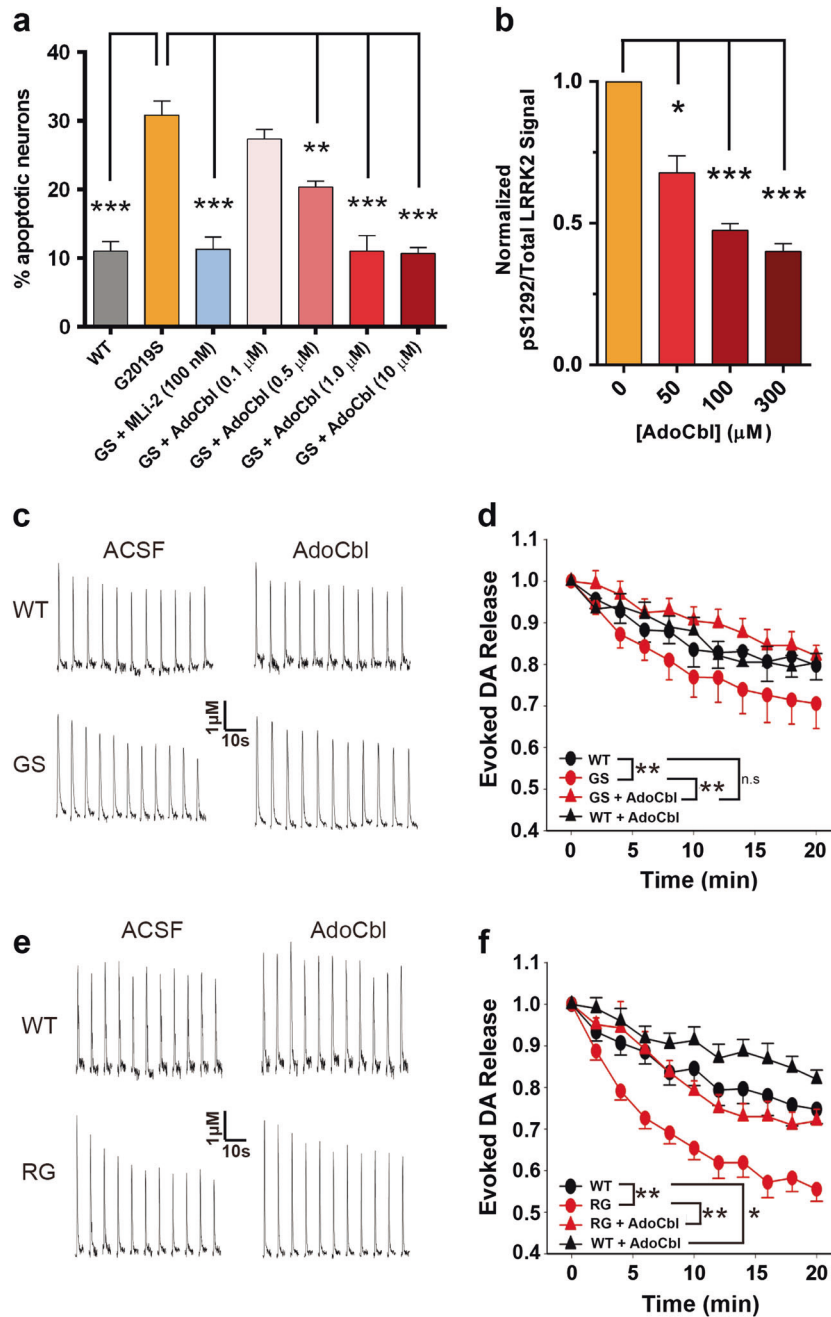 a
% apoptotic neurons
40
30
20
10
0
***
***
**
***
***
WT
G2019S
GS + MLi-2 (100 nM)
GS + AdoCbl (0.1 μM)
GS + AdoCbl (0.5 μM)
GS + AdoCbl (1.0 μM)
GS + AdoCbl (10 μM)
b
Normalized
pS1292/Total LRRK2 Signal
1.0
0.5
0.0
*
***
***
0
50
100
300
[AdoCbl] (μM)
c
ACSF
AdoCbl
WT
GS
1μM
10s
d
Evoked DA Release
1.1
1.0
0.9
0.8
0.7
0.6
0.5
0.4
WT
GS
GS + AdoCbl
WT + AdoCbl
**
**
n.s
0 5 10 15 20
Time (min)
e
ACSF
AdoCbl
WT
RG
1μM
10s
f
Evoked DA Release
1.1
1.0
0.9
0.8
0.7
0.6
0.5
0.4
WT
RG
RG + AdoCbl
WT + AdoCbl
**
**
*
0 5 10 15 20
Time (min)